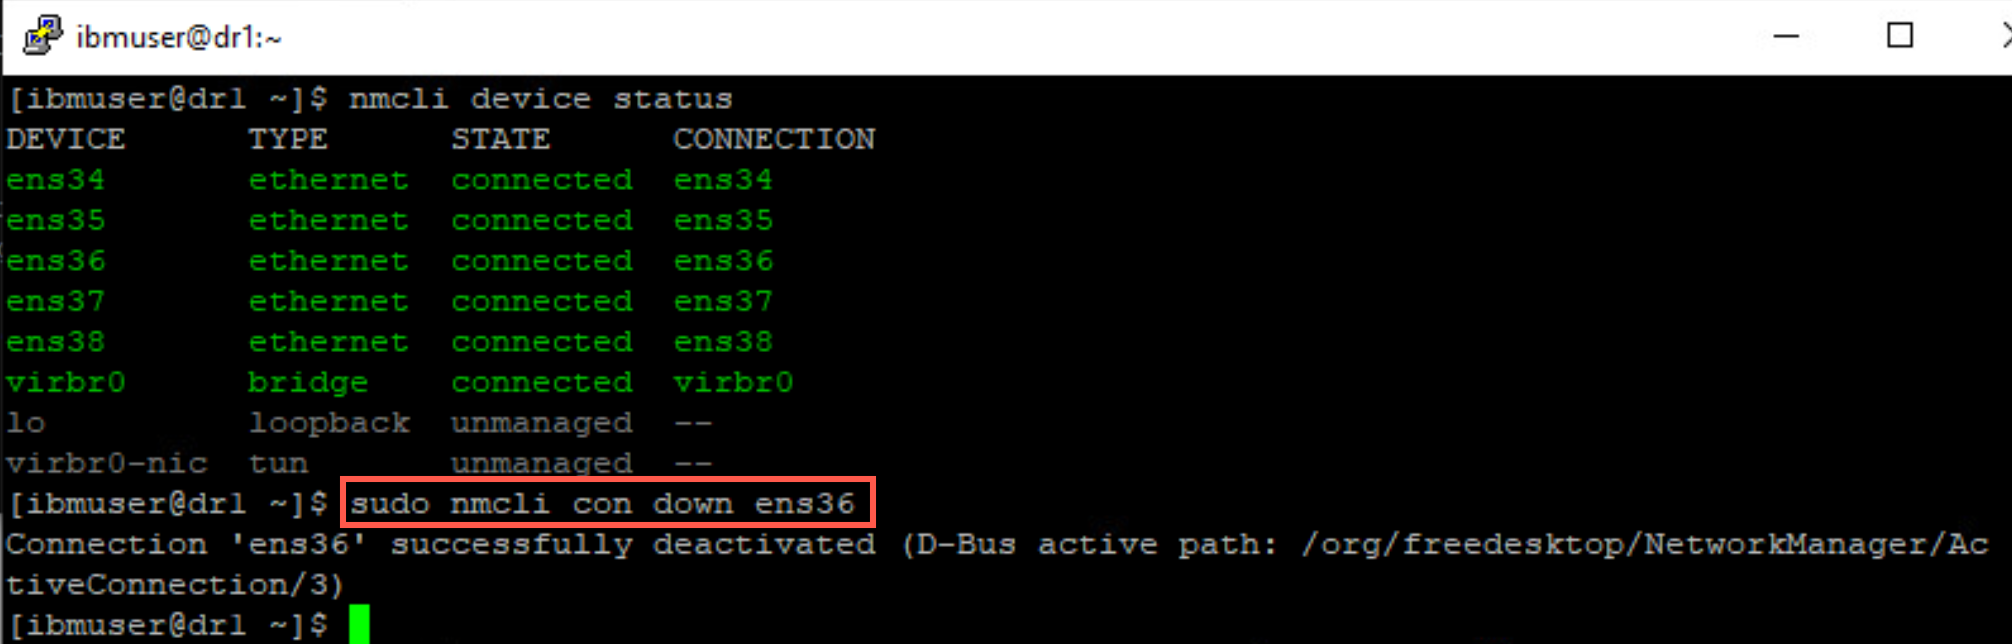 ibmuser@dr1:~
[ibmuser@dr1 ~]$ nmcli device status
DEVICE      TYPE      STATE      CONNECTION
ens34       ethernet  connected  ens34
ens35       ethernet  connected  ens35
ens36       ethernet  connected  ens36
ens37       ethernet  connected  ens37
ens38       ethernet  connected  ens38
virbr0      bridge    connected  virbr0
lo          loopback  unmanaged  --
virbr0-nic  tun       unmanaged  --
[ibmuser@dr1 ~]$ sudo nmcli con down ens36
Connection 'ens36' successfully deactivated (D-Bus active path: /org/freedesktop/NetworkManager/Ac
tiveConnection/3)
[ibmuser@dr1 ~]$